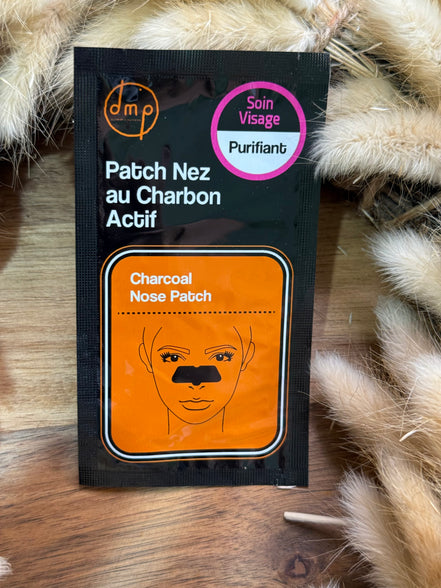 dmp
Soin
Visage
Purifiant
Patch Nez
au Charbon
Actif
Charcoal
Nose Patch